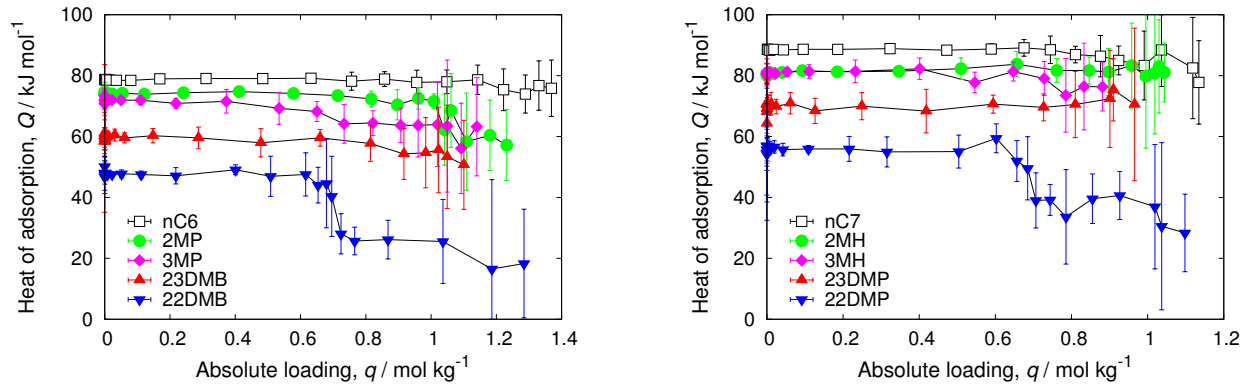 Heat of adsorption, Q / kJ mol⁻¹
100
80
60
40
20
0
nC6
2MP
3MP
23DMB
22DMB
0 0.2 0.4 0.6 0.8 1 1.2 1.4
Absolute loading, q / mol kg⁻¹
Heat of adsorption, Q / kJ mol⁻¹
100
80
60
40
20
0
nC7
2MH
3MH
23DMP
22DMP
0 0.2 0.4 0.6 0.8 1 1.2
Absolute loading, q / mol kg⁻¹